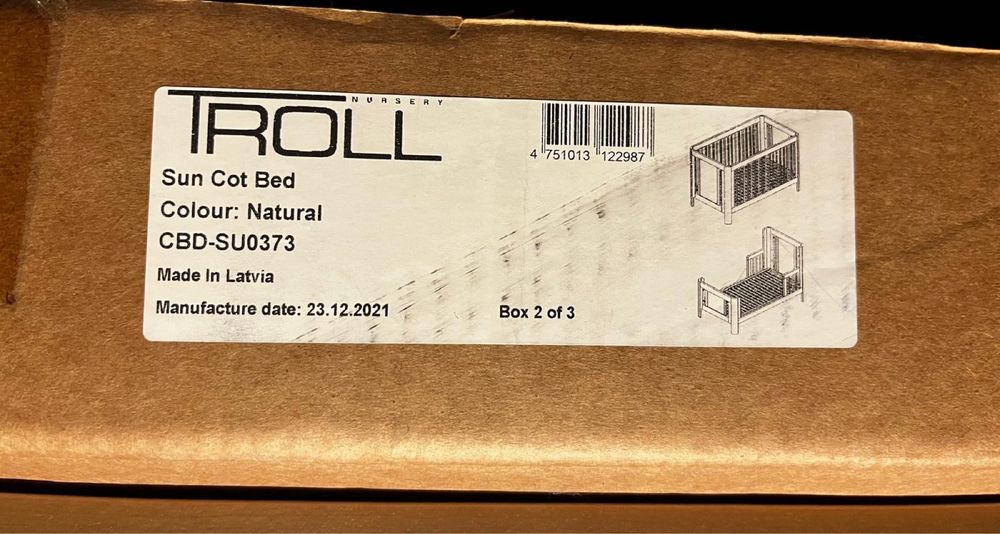 NURSERY
TROLL
4 751013 122987
Sun Cot Bed
Colour: Natural
CBD-SU0373
Made In Latvia
Manufacture date: 23.12.2021
Box 2 of 3